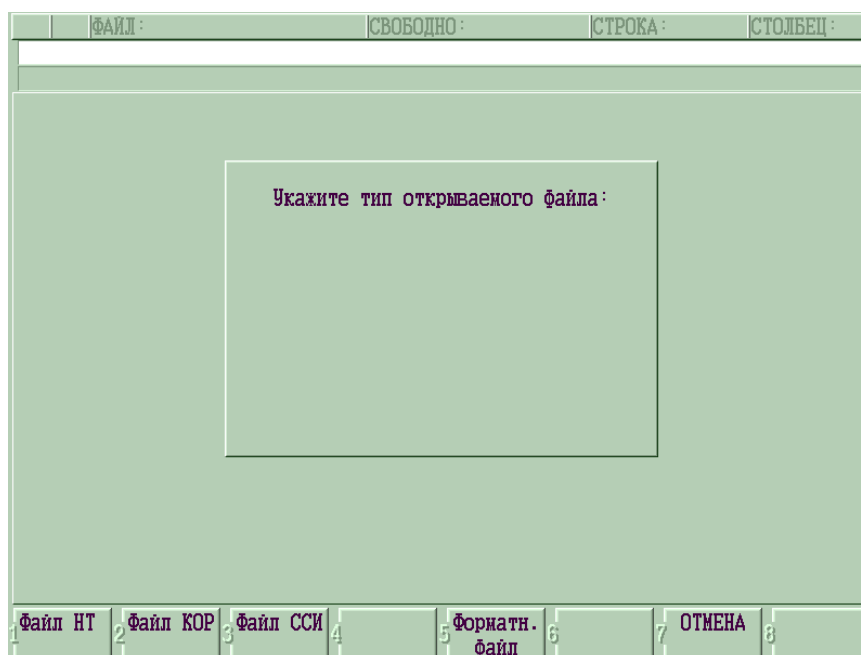 ФАЙЛ: СВОБОДНО: СТРОКА: СТОЛБЕЦ:
Укажите тип открываемого файла:
1 Файл НТ 2 Файл КОР 3 Файл ССИ 4 5 Форматн. файл 6 7 ОТМЕНА 8